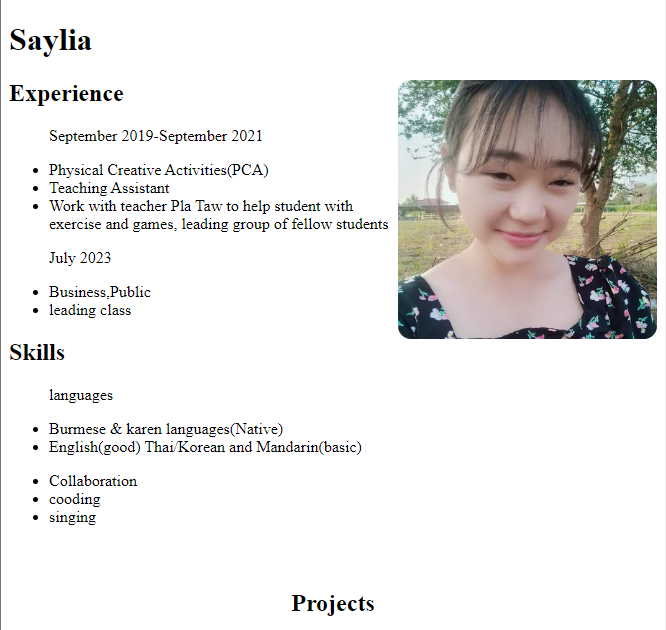 Saylia
Experience
September 2019-September 2021
Physical Creative Activities(PCA)
Teaching Assistant
Work with teacher Pla Taw to help student with
exercise and games, leading group of fellow students
July 2023
Business,Public
leading class
Skills
languages
Burmese & karen languages(Native)
English(good) Thai/Korean and Mandarin(basic)
Collaboration
cooding
singing
Projects